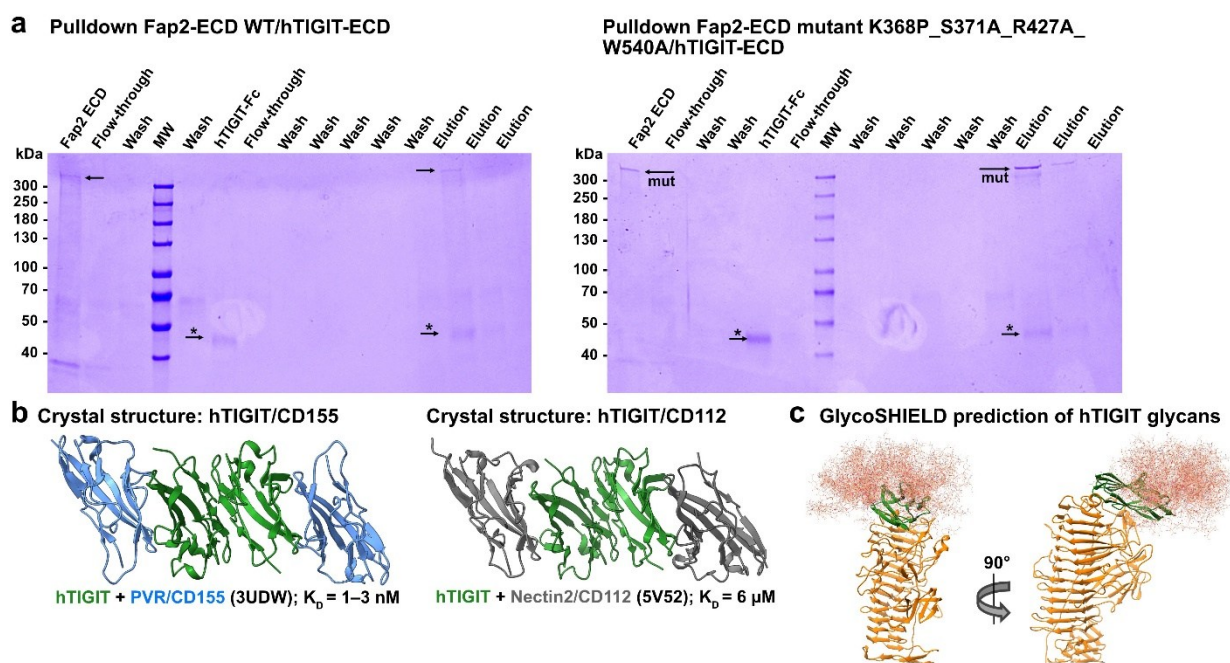 a Pulldown Fap2-ECD WT/hTIGIT-ECD
Pulldown Fap2-ECD mutant K368P_S371A_R427A_
W540A/hTIGIT-ECD
Fap2 ECD
Flow-through
Wash
MW
Wash
hTIGIT-Fc
Flow-through
Wash
Wash
Wash
Wash
Wash
Elution
Elution
Elution
kDa
300
250
180
130
100
70
50
40
*
*
Fap2 ECD
Flow-through
Wash
Wash
hTIGIT-Fc
Flow-through
MW
Wash
Wash
Wash
Wash
Wash
Elution
Elution
Elution
kDa
300
250
180
130
100
70
50
40
mut
mut
*
*
b Crystal structure: hTIGIT/CD155
hTIGIT + PVR/CD155 (3UDW); KD = 1–3 nM
Crystal structure: hTIGIT/CD112
hTIGIT + Nectin2/CD112 (5V52); KD = 6 µM
c GlycoSHIELD prediction of hTIGIT glycans
90°